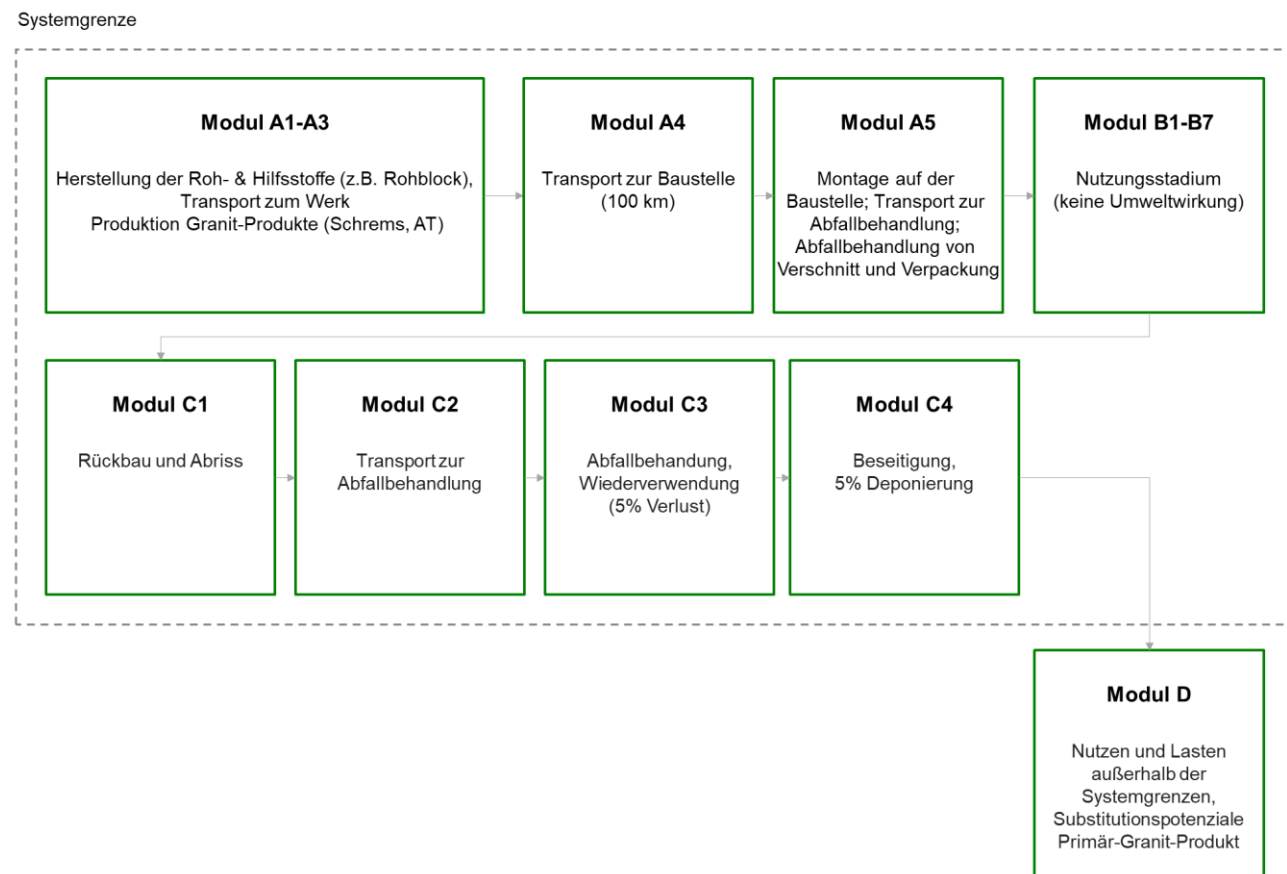 Systemgrenze
Modul A1-A3
Herstellung der Roh- & Hilfsstoffe (z.B. Rohblock),
Transport zum Werk
Produktion Granit-Produkte (Schrems, AT)
Modul A4
Transport zur Baustelle
(100 km)
Modul A5
Montage auf der
Baustelle; Transport zur
Abfallbehandlung;
Abfallbehandlung von
Verschnitt und Verpackung
Modul B1-B7
Nutzungsstadium
(keine Umweltwirkung)
Modul C1
Rückbau und Abriss
Modul C2
Transport zur
Abfallbehandlung
Modul C3
Abfallbehandung,
Wiederverwendung
(5% Verlust)
Modul C4
Beseitigung,
5% Deponierung
Modul D
Nutzen und Lasten
außerhalb der
Systemgrenzen,
Substitutionspotenziale
Primär-Granit-Produkt